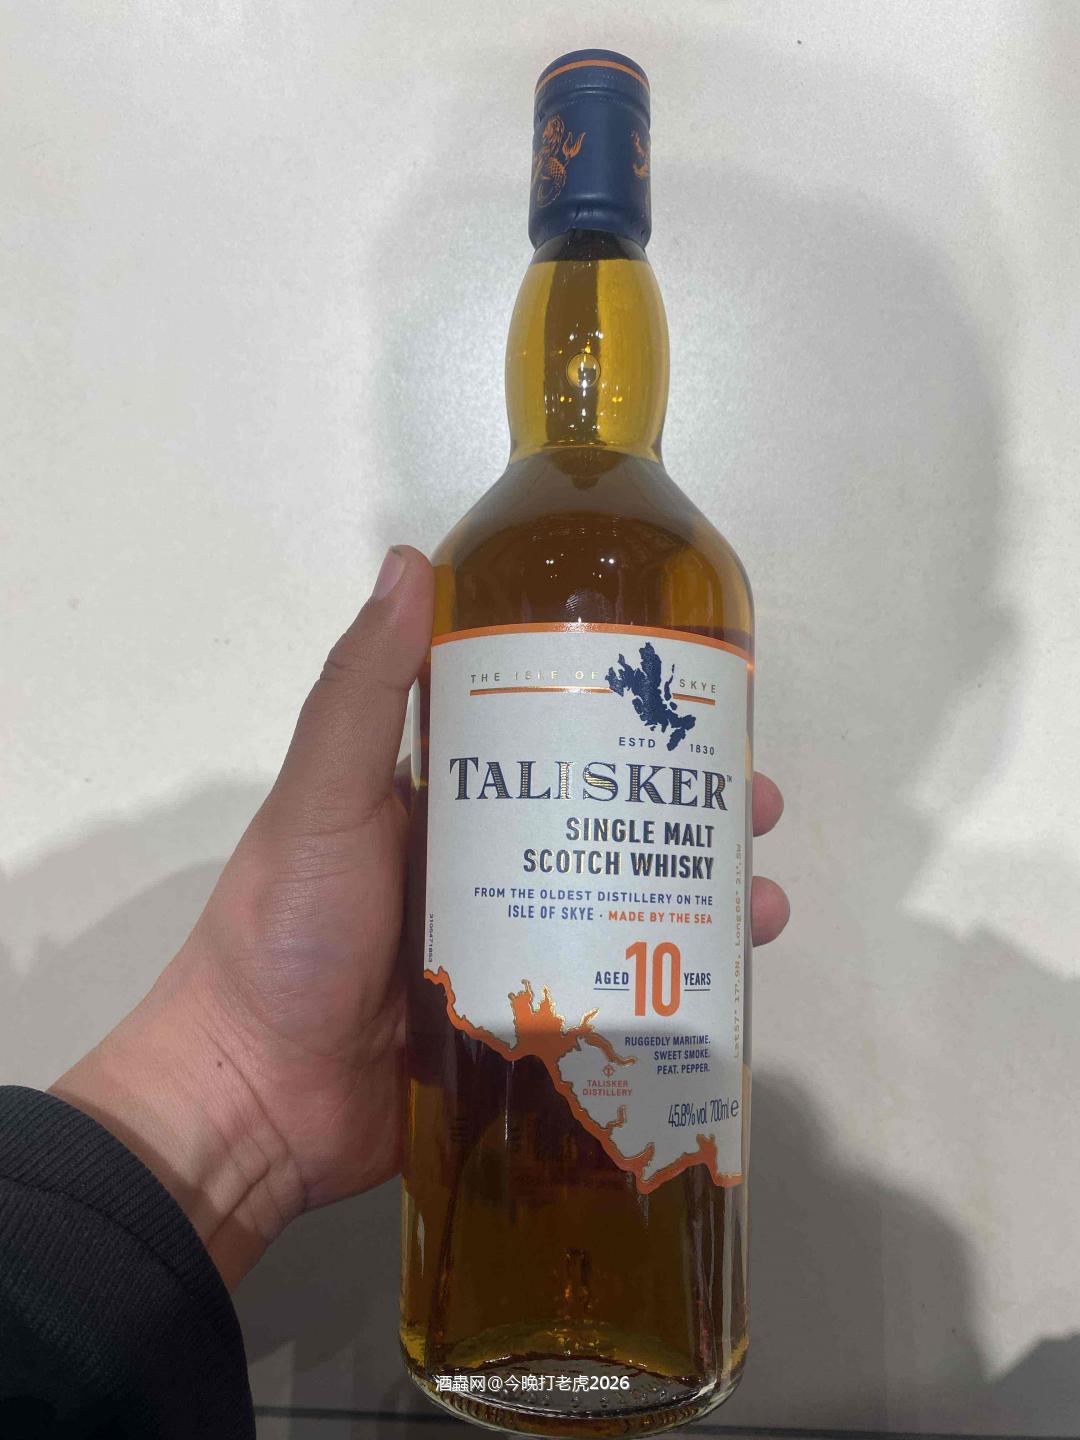 THE ISLE OF SKYE
ESTD 1830
TALISKER™
SINGLE MALT
SCOTCH WHISKY
FROM THE OLDEST DISTILLERY ON THE
ISLE OF SKYE · MADE BY THE SEA
AGED 10 YEARS
RUGGEDLY MARITIME.
SWEET SMOKE.
PEAT. PEPPER.
TALISKER
DISTILLERY
45.8% vol 700ml e
酒蟲网@今晚打老虎2026